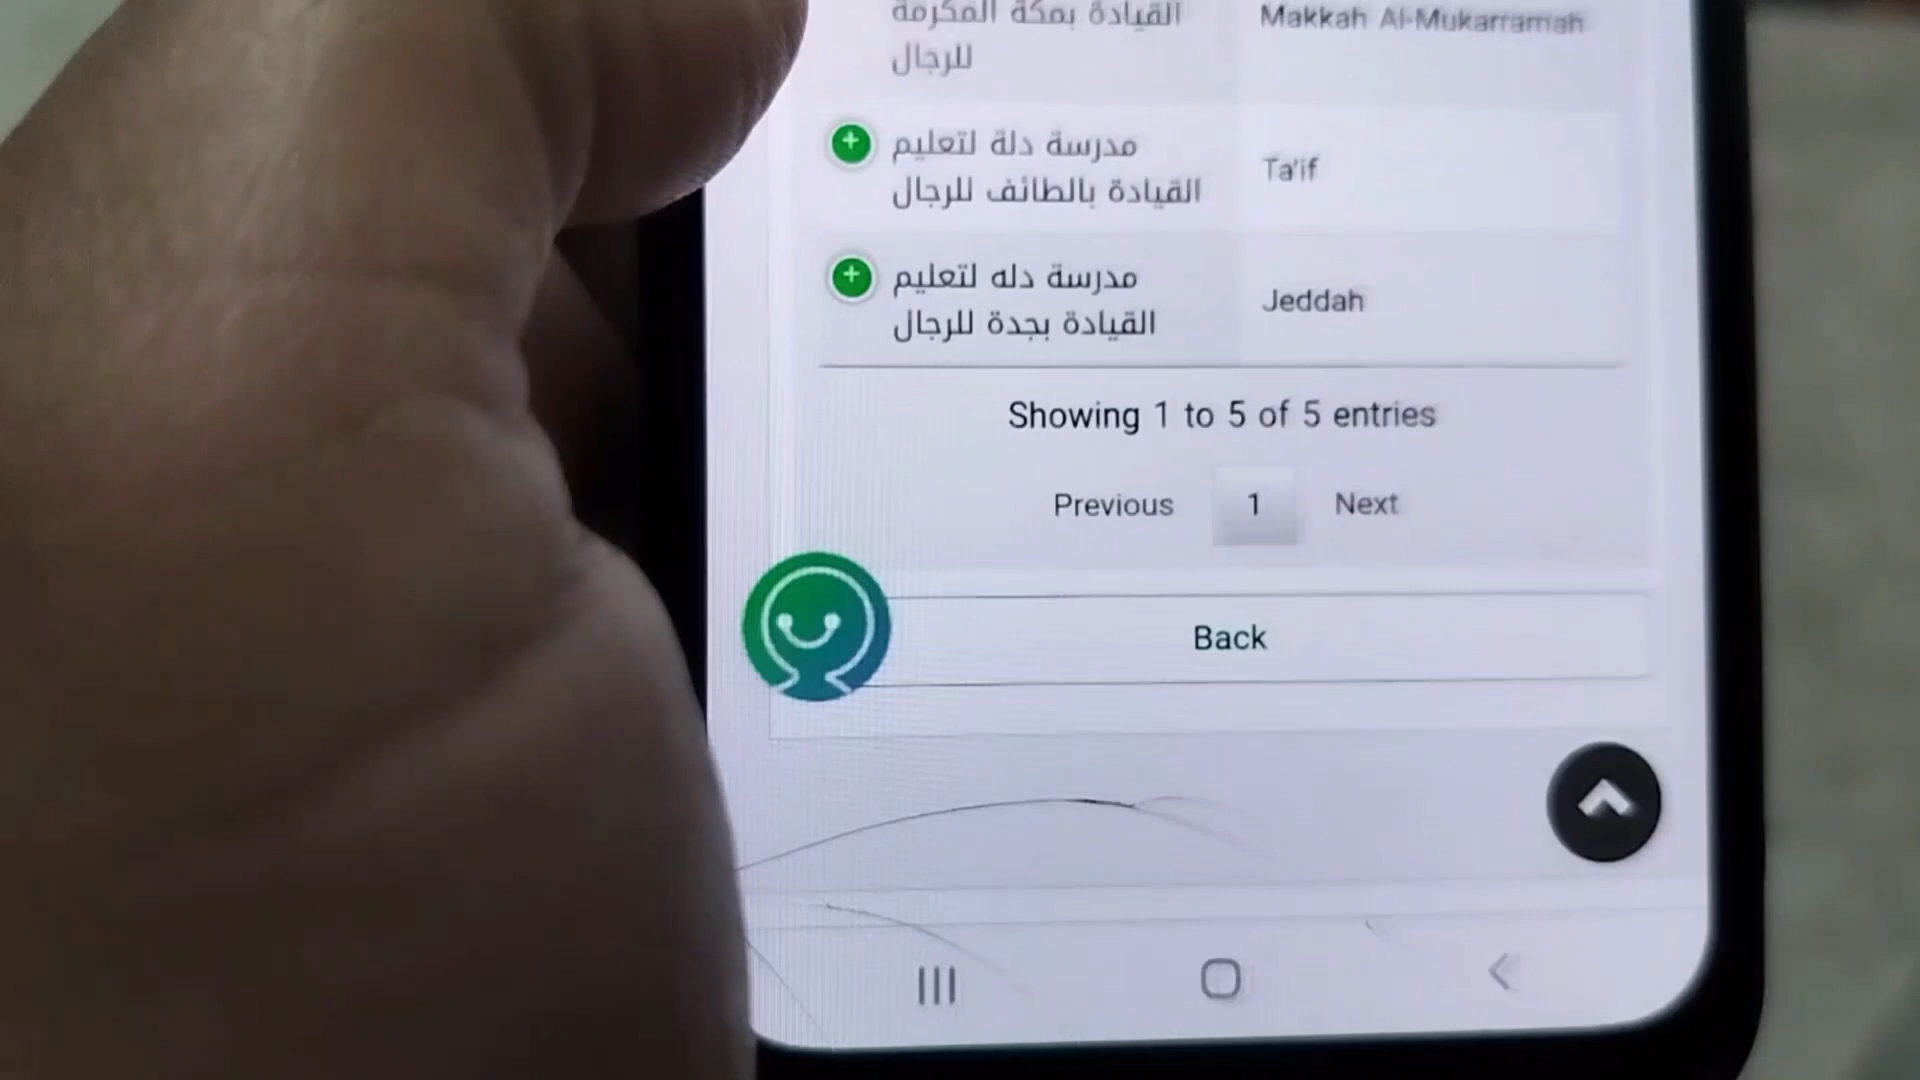 القيادة بمكة المكرمة
للرجال
Makkah Al-Mukarramah
مدرسة دلة لتعليم
القيادة بالطائف للرجال
Ta'if
مدرسة دله لتعليم
القيادة بجدة للرجال
Jeddah
Showing 1 to 5 of 5 entries
Previous 1 Next
Back